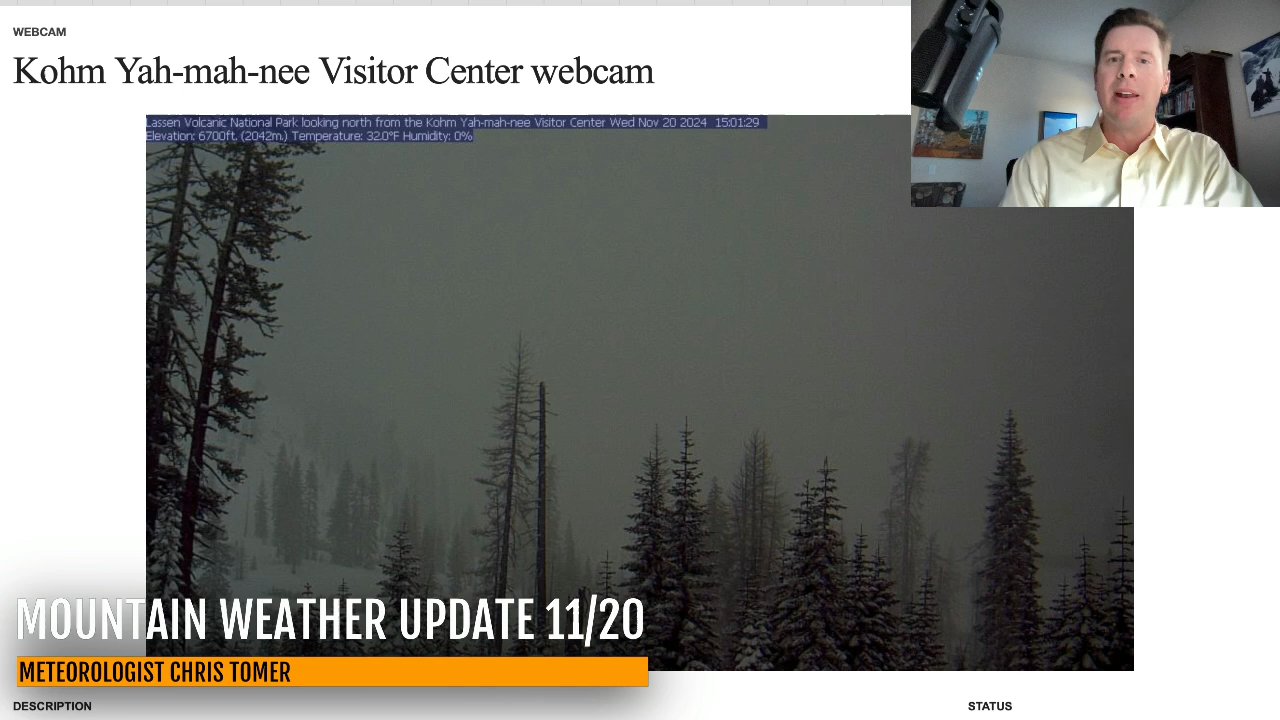 WEBCAM
Kohm Yah-mah-nee Visitor Center webcam
Lassen Volcanic National Park looking north from the Kohm Yah-mah-nee Visitor Center Wed Nov 20 2024 15:01:29
Elevation: 6700ft. (2042m.) Temperature: 32.0°F Humidity: 0%
MOUNTAIN WEATHER UPDATE 11/20
METEOROLOGIST CHRIS TOMER
DESCRIPTION
STATUS